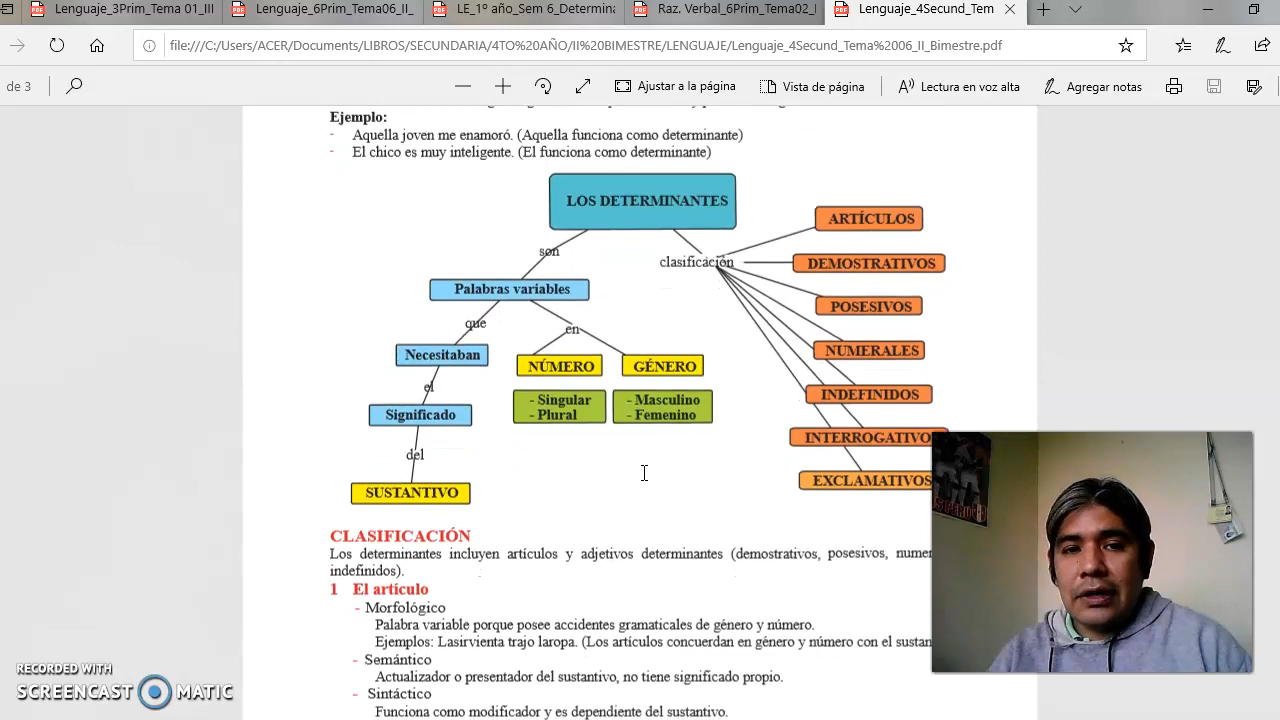 Lenguaje_3Prim_Tema 01_III
Lenguaje_1Prim_Tema06_II
LE_1º año_Sem 6_Determin
Raz. Verbal_6Prim_Tema02_
Lenguaje_4Secund_Tem
file:///C:/Users/ACER/Documents/LIBROS/SECUNDARIA/4TO%20AÑO/II%20BIMESTRE/LENGUAJE/Lenguaje_4Secund_Tema%2006_II_Bimestre.pdf
de 3
Ajustar a la página
Vista de página
Lectura en voz alta
Agregar notas
Ejemplo:
- Aquella joven me enamoró. (Aquella funciona como determinante)
- El chico es muy inteligente. (El funciona como determinante)
LOS DETERMINANTES
son
clasificación
Palabras variables
que
en
Necesitaban
el
Significado
del
SUSTANTIVO
NÚMERO
- Singular
- Plural
GÉNERO
- Masculino
- Femenino
ARTÍCULOS
DEMOSTRATIVOS
POSESIVOS
NUMERALES
INDEFINIDOS
INTERROGATIVO
EXCLAMATIVOS
CLASIFICACIÓN
Los determinantes incluyen artículos y adjetivos determinantes (demostrativos, posesivos, numer
indefinidos).
1 El artículo
- Morfológico
Palabra variable porque posee accidentes gramaticales de género y número.
Ejemplos: Lasirvienta trajo laropa. (Los artículos concuerdan en género y número con el sustan
- Semántico
Actualizador o presentador del sustantivo, no tiene significado propio.
- Sintáctico
Funciona como modificador y es dependiente del sustantivo.
RECORDED WITH
SCREENCAST MATIC